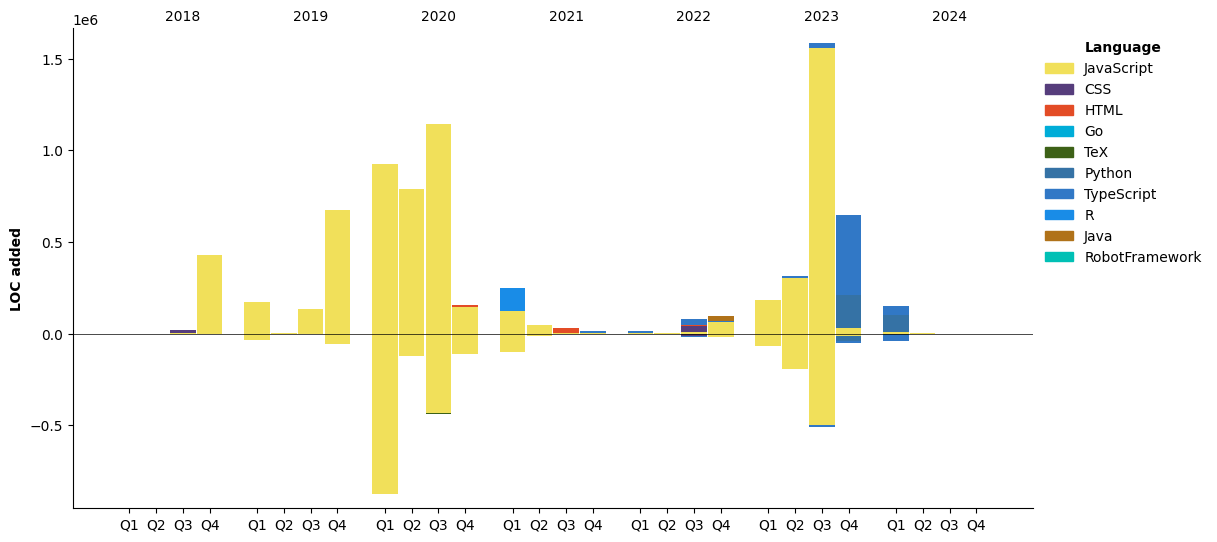 1e6
2018 2019 2020 2021 2022 2023 2024
LOC added
1.5
1.0
0.5
0.0
−0.5
Q1 Q2 Q3 Q4 Q1 Q2 Q3 Q4 Q1 Q2 Q3 Q4 Q1 Q2 Q3 Q4 Q1 Q2 Q3 Q4 Q1 Q2 Q3 Q4 Q1 Q2 Q3 Q4
Language
JavaScript
CSS
HTML
Go
TeX
Python
TypeScript
R
Java
RobotFramework